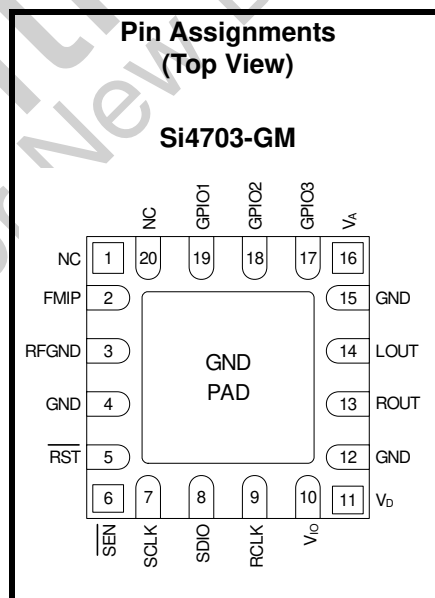 Pin Assignments
(Top View)
Si4703-GM
NC
GPIO1
GPIO2
GPIO3
VA
NC 1 20 19 18 17 16
FMIP 2 15 GND
RFGND 3 14 LOUT
GND 4 13 ROUT
GND
PAD
RST 5 12 GND
6 7 8 9 10 11 VD
SEN
SCLK
SDIO
RCLK
VIO